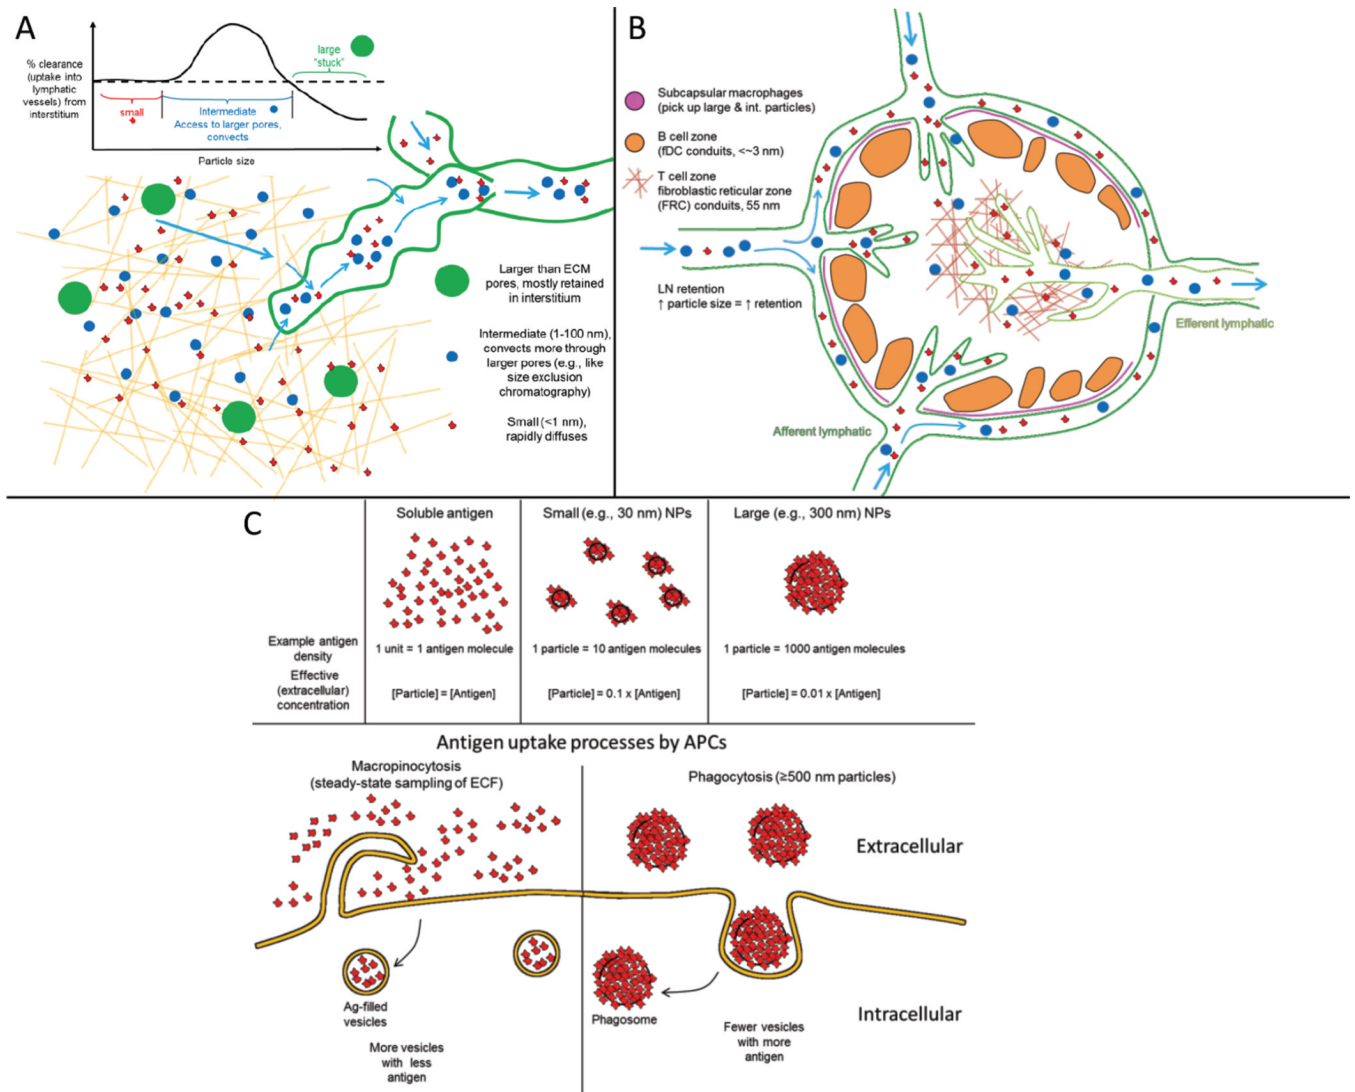 A
% clearance
(uptake into
lymphatic
vessels) from
interstitium
large
"stuck"
small
Intermediate
Access to larger pores,
convects
Particle size
Larger than ECM
pores, mostly retained
in interstitium
Intermediate (1-100 nm),
convects more through
larger pores (e.g., like
size exclusion
chromatography)
Small (<1 nm),
rapidly diffuses
B
Subcapsular macrophages
(pick up large & int. particles)
B cell zone
(fDC conduits, <~3 nm)
T cell zone
fibroblastic reticular zone
(FRC) conduits, 55 nm
LN retention
↑ particle size = ↑ retention
Efferent lymphatic
Afferent lymphatic
C
Soluble antigen
Small (e.g., 30 nm) NPs
Large (e.g., 300 nm) NPs
Example antigen
density
1 unit = 1 antigen molecule
1 particle = 10 antigen molecules
1 particle = 1000 antigen molecules
Effective
(extracellular)
concentration
[Particle] = [Antigen]
[Particle] = 0.1 x [Antigen]
[Particle] = 0.01 x [Antigen]
Antigen uptake processes by APCs
Macropinocytosis
(steady-state sampling of ECF)
Phagocytosis (≥500 nm particles)
Extracellular
Ag-filled
vesicles
More vesicles
with less
antigen
Phagosome
Fewer vesicles
with more
antigen
Intracellular